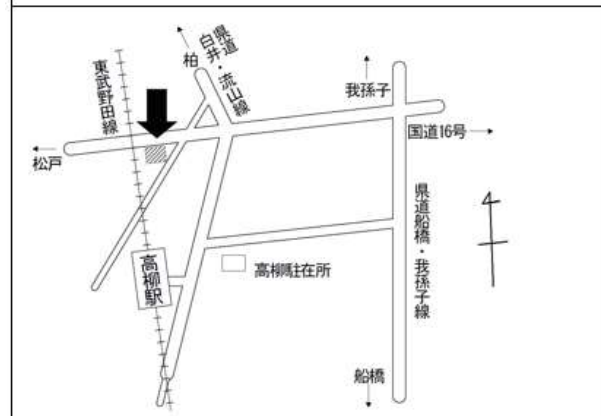 柏
県道
白井・流山線
東武野田線
我孫子
国道16号
松戸
県道船橋・我孫子線
高柳駅
高柳駐在所
船橋